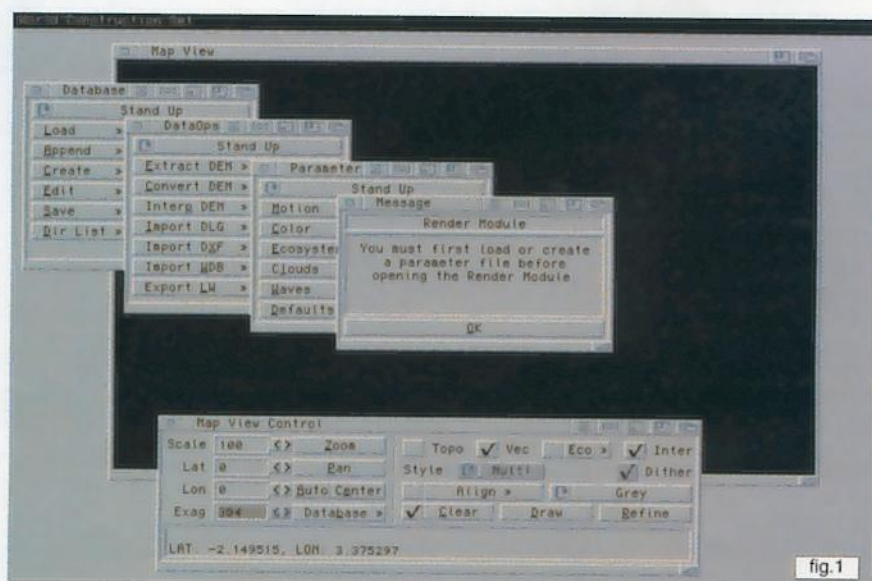 World Construction Set
Map View
Database
Stand Up
Load »
Append »
Create »
Edit »
Save »
Dir List »
DataOps
Stand Up
Extract DEM »
Convert DEM »
Interp DEM »
Import DLG »
Import DXF »
Import WDB »
Export LW »
Parameter
Stand Up
Motion
Color
Ecosystem
Clouds
Waves
Defaults
Message
Render Module
You must first load or create
a parameter file before
opening the Render Module
OK
Map View Control
Scale 100 <> Zoom
Topo Vec Eco » Inter
Lat 0 <> Pan
Style Multi Dither
Lon 0 <> Auto Center
Align » Grey
Exag 394 <> Database »
Clear Draw Refine
LAT: -2.149515, LON: 3.375297
fig.1